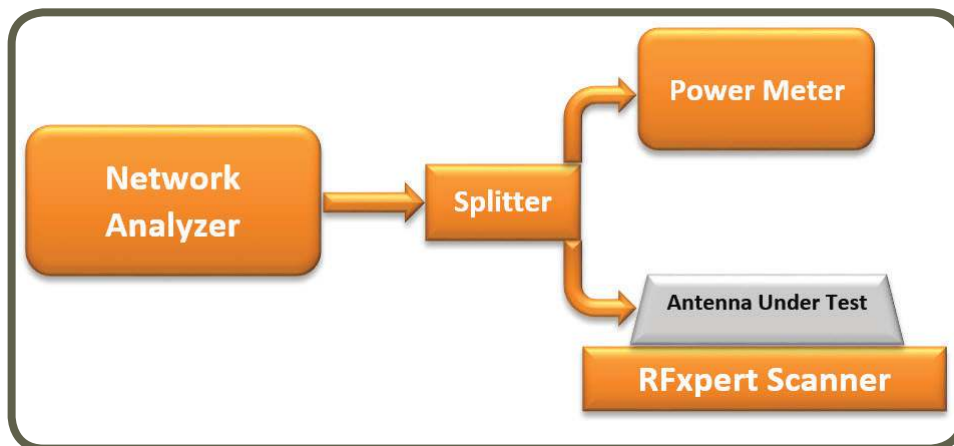 Network
Analyzer
Splitter
Power Meter
Antenna Under Test
RFxpert Scanner